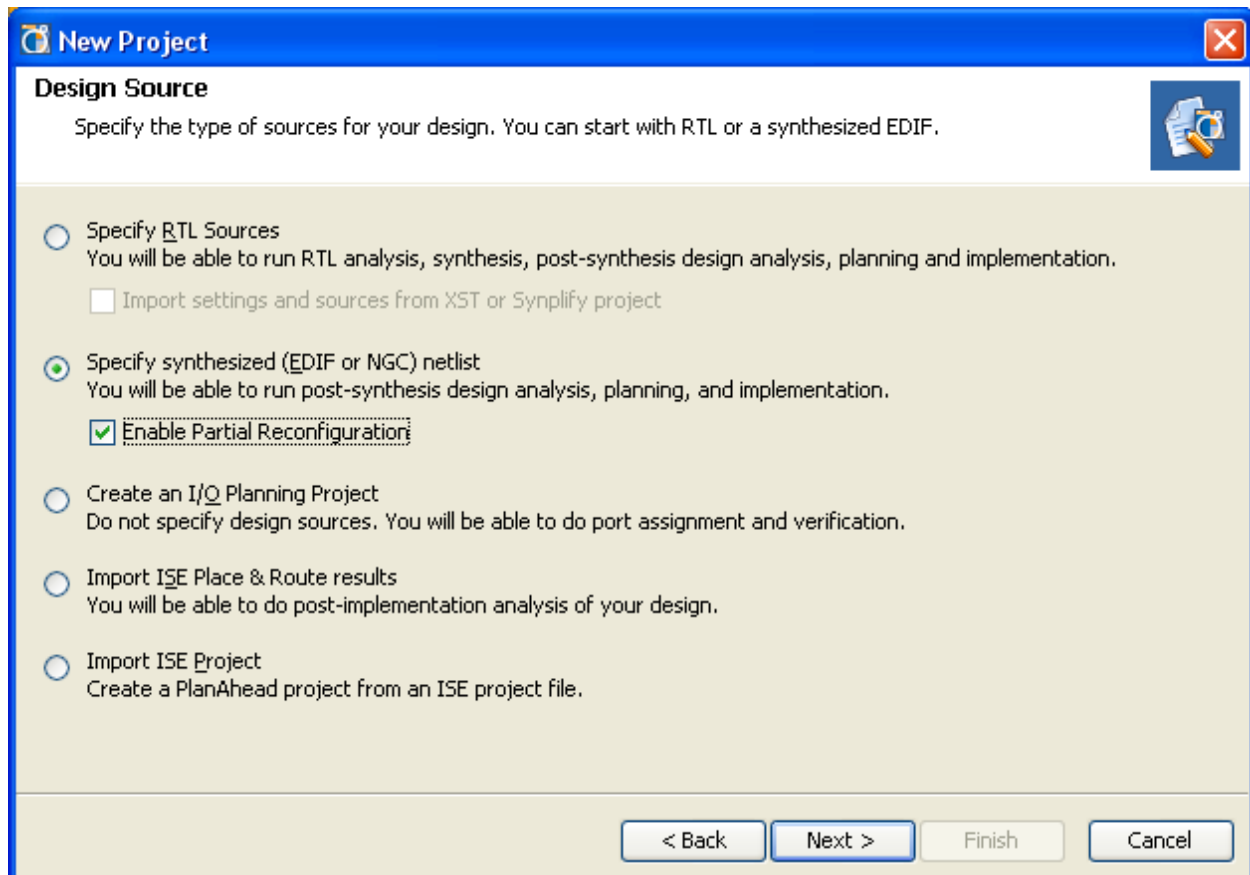 New Project
Design Source
Specify the type of sources for your design. You can start with RTL or a synthesized EDIF.
Specify RTL Sources
You will be able to run RTL analysis, synthesis, post-synthesis design analysis, planning and implementation.
Import settings and sources from XST or Synplify project
Specify synthesized (EDIF or NGC) netlist
You will be able to run post-synthesis design analysis, planning, and implementation.
Enable Partial Reconfiguration
Create an I/O Planning Project
Do not specify design sources. You will be able to do port assignment and verification.
Import ISE Place & Route results
You will be able to do post-implementation analysis of your design.
Import ISE Project
Create a PlanAhead project from an ISE project file.
< Back Next > Finish Cancel